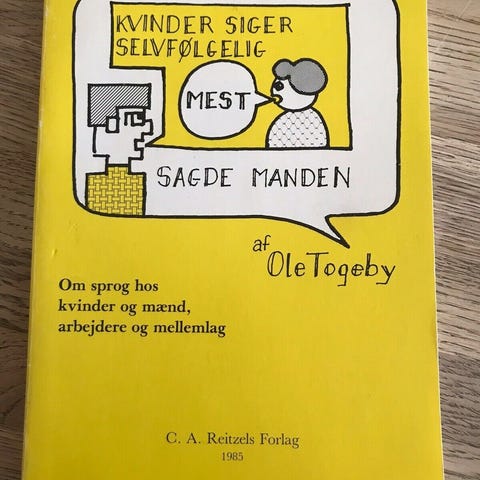 KVINDER SIGER
SELVFØLGELIG
MEST
SAGDE MANDEN
af
Ole Togeby
Om sprog hos
kvinder og mænd,
arbejdere og mellemlag
C. A. Reitzels Forlag
1985